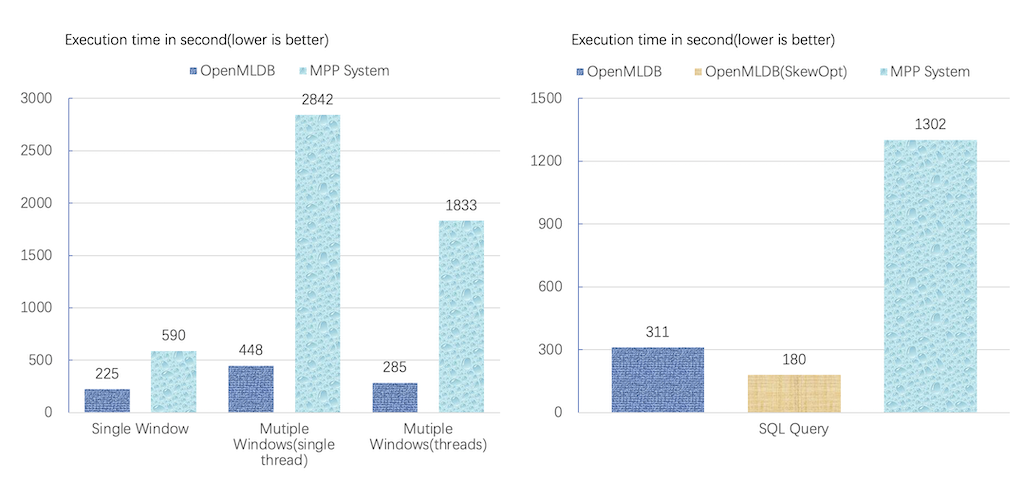 Execution time in second(lower is better)
OpenMLDB MPP System
3000
2500
2000
1500
1000
500
0
225
590
448
2842
285
1833
Single Window
Mutiple
Windows(single
thread)
Mutiple
Windows(threads)
Execution time in second(lower is better)
OpenMLDB OpenMLDB(SkewOpt) MPP System
1500
1200
900
600
300
0
311
180
1302
SQL Query